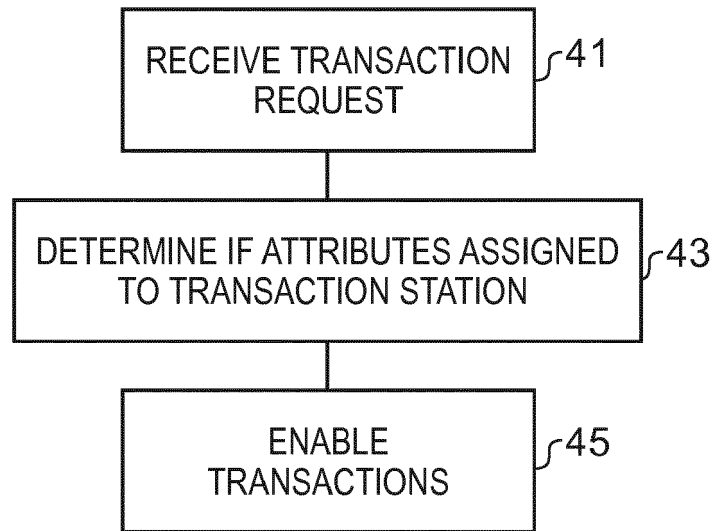 RECEIVE TRANSACTION
REQUEST
41
DETERMINE IF ATTRIBUTES ASSIGNED
TO TRANSACTION STATION
43
ENABLE
TRANSACTIONS
45